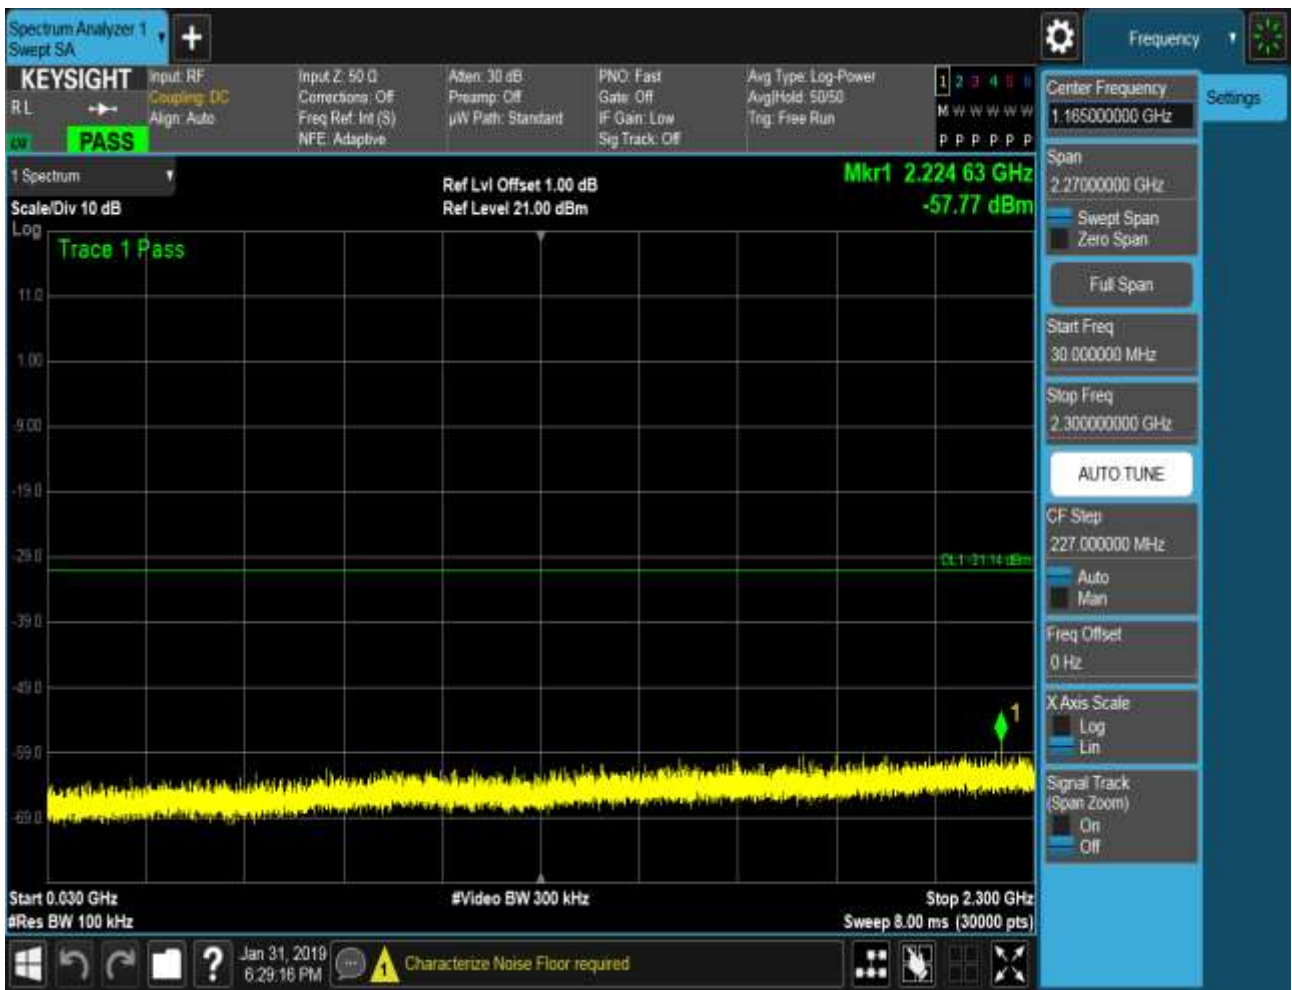 Spectrum Analyzer 1
Swept SA
+
Frequency
KEYSIGHT
R L
PASS
Input: RF
Coupling: DC
Align: Auto
Input Z: 50 Ω
Corrections: Off
Freq Ref: Int (S)
NFE: Adaptive
Atten: 30 dB
Preamp: Off
µW Path: Standard
PNO: Fast
Gate: Off
IF Gain: Low
Sig Track: Off
Avg Type: Log-Power
Avg|Hold: 50/50
Trig: Free Run
1 2 3 4 5 6
M W W W W W
P P P P P P
Center Frequency
1.165000000 GHz
Settings
Span
2.27000000 GHz
Swept Span
Zero Span
Full Span
Start Freq
30.000000 MHz
Stop Freq
2.300000000 GHz
AUTO TUNE
CF Step
227.000000 MHz
Auto
Man
Freq Offset
0 Hz
X Axis Scale
Log
Lin
Signal Track
(Span Zoom)
On
Off
1 Spectrum
Scale/Div 10 dB
Log
Ref Lvl Offset 1.00 dB
Ref Level 21.00 dBm
Mkr1 2.224 63 GHz
-57.77 dBm
Trace 1 Pass
11.0
1.00
-9.00
-19.0
-29.0
DL1 -31.14 dBm
-39.0
-49.0
1
-59.0
-69.0
Start 0.030 GHz
#Res BW 100 kHz
#Video BW 300 kHz
Stop 2.300 GHz
Sweep 8.00 ms (30000 pts)
?
Jan 31, 2019
6:29:16 PM
1
Characterize Noise Floor required